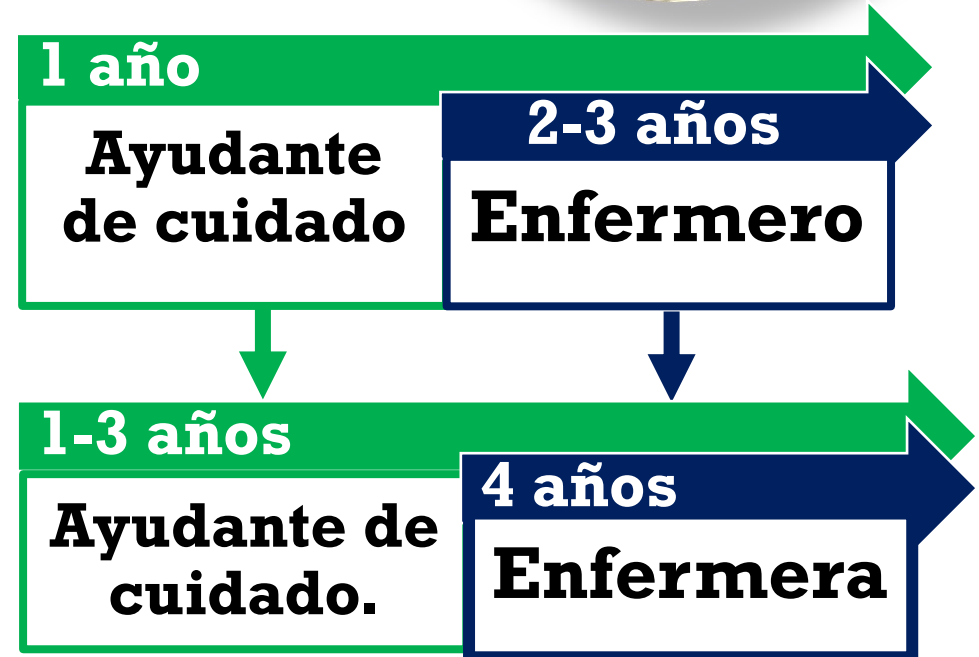 1 año
Ayudante
de cuidado
2-3 años
Enfermero
1-3 años
Ayudante de
cuidado.
4 años
Enfermera